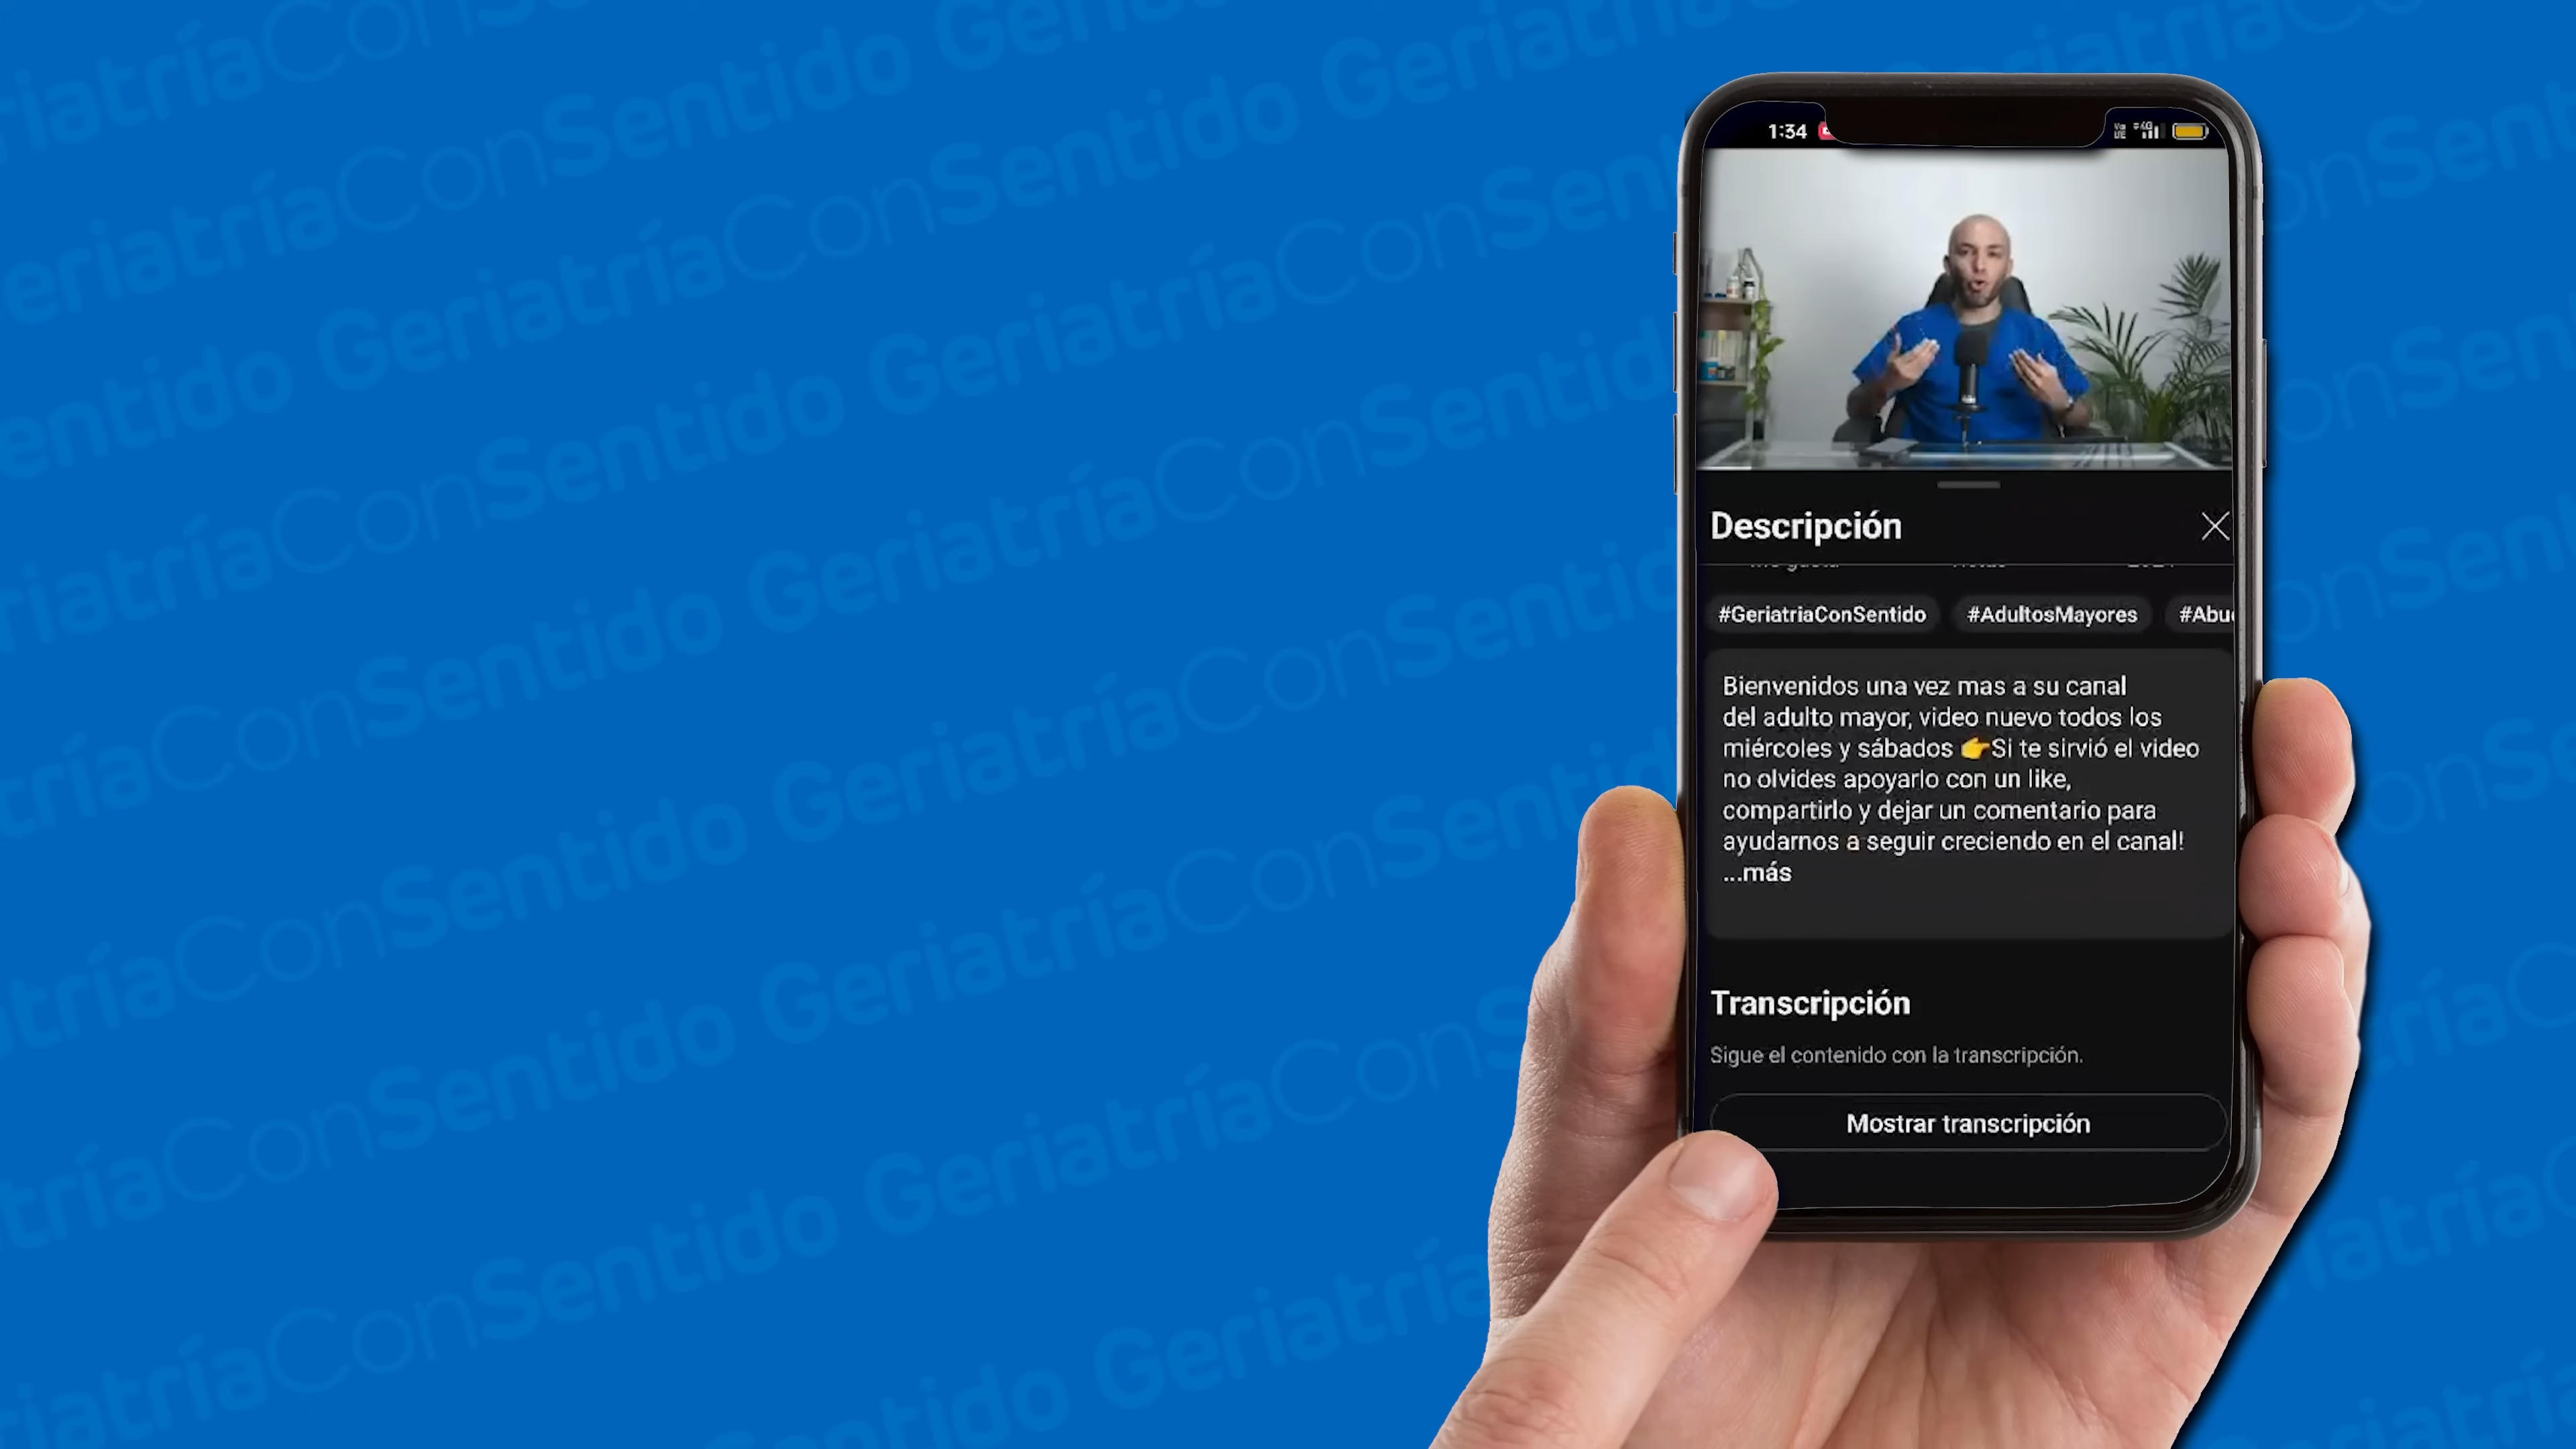 GeriatríaConSentido
1:34
Descripción
#GeriatriaConSentido #AdultosMayores #Abu
Bienvenidos una vez mas a su canal
del adulto mayor, video nuevo todos los
miércoles y sábados 👉Si te sirvió el video
no olvides apoyarlo con un like,
compartirlo y dejar un comentario para
ayudarnos a seguir creciendo en el canal!
...más
Transcripción
Sigue el contenido con la transcripción.
Mostrar transcripción